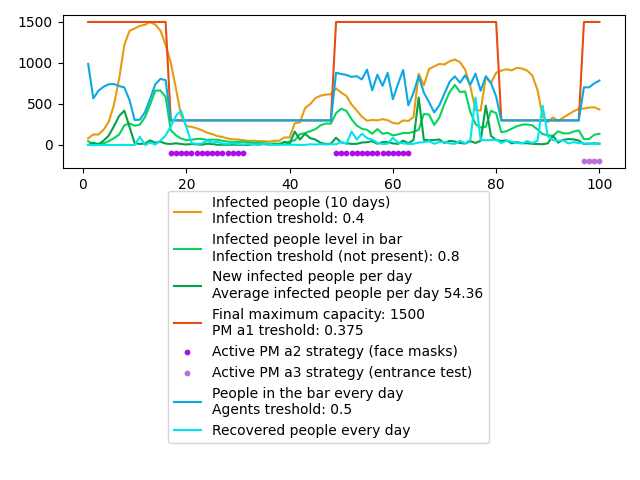 1500
1000
500
0
0 20 40 60 80 100
Infected people (10 days)
Infection treshold: 0.4
Infected people level in bar
Infection treshold (not present): 0.8
New infected people per day
Average infected people per day 54.36
Final maximum capacity: 1500
PM a1 treshold: 0.375
Active PM a2 strategy (face masks)
Active PM a3 strategy (entrance test)
People in the bar every day
Agents treshold: 0.5
Recovered people every day